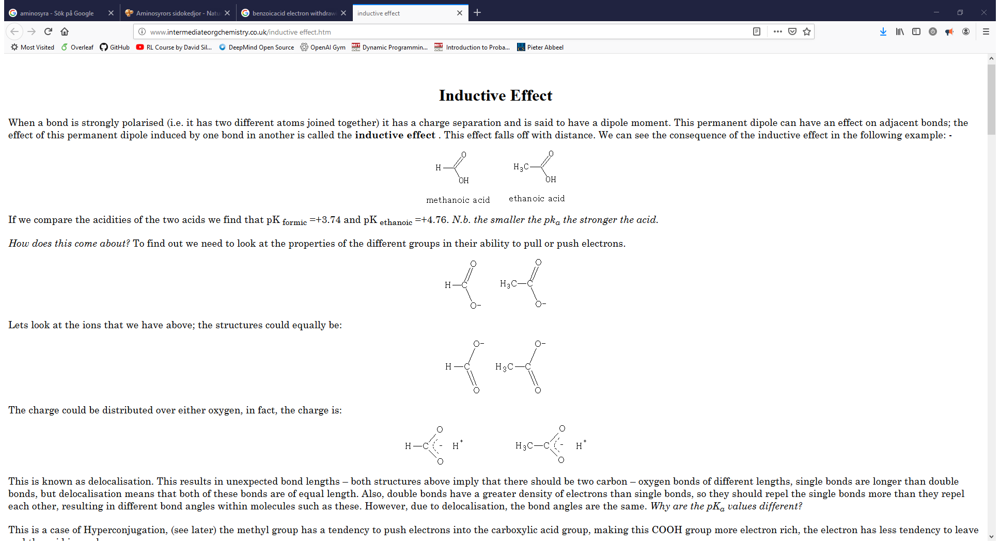 aminosyra - Sök på Google
Aminosyrors sidokedjor - Natu
benzoicacid electron withdraw
inductive effect
www.intermediateorgchemistry.co.uk/inductive effect.htm
Most Visited Overleaf GitHub RL Course by David Sil... DeepMind Open Source OpenAI Gym Dynamic Programmin... Introduction to Proba... Pieter Abbeel
Inductive Effect
When a bond is strongly polarised (i.e. it has two different atoms joined together) it has a charge separation and is said to have a dipole moment. This permanent dipole can have an effect on adjacent bonds; the
effect of this permanent dipole induced by one bond in another is called the inductive effect . This effect falls off with distance. We can see the consequence of the inductive effect in the following example: -
O O
H H3C
OH OH
methanoic acid ethanoic acid
If we compare the acidities of the two acids we find that pK formic =+3.74 and pK ethanoic =+4.76. N.b. the smaller the pka the stronger the acid.
How does this come about? To find out we need to look at the properties of the different groups in their ability to pull or push electrons.
O O
H C H3C C
O- O-
Lets look at the ions that we have above; the structures could equally be:
O- O-
H C H3C C
O O
The charge could be distributed over either oxygen, in fact, the charge is:
O O
H C - H+ H3C C - H+
O O
This is known as delocalisation. This results in unexpected bond lengths – both structures above imply that there should be two carbon – oxygen bonds of different lengths, single bonds are longer than double
bonds, but delocalisation means that both of these bonds are of equal length. Also, double bonds have a greater density of electrons than single bonds, so they should repel the single bonds more than they repel
each other, resulting in different bond angles within molecules such as these. However, due to delocalisation, the bond angles are the same. Why are the pKa values different?
This is a case of Hyperconjugation, (see later) the methyl group has a tendency to push electrons into the carboxylic acid group, making this COOH group more electron rich, the electron has less tendency to leave